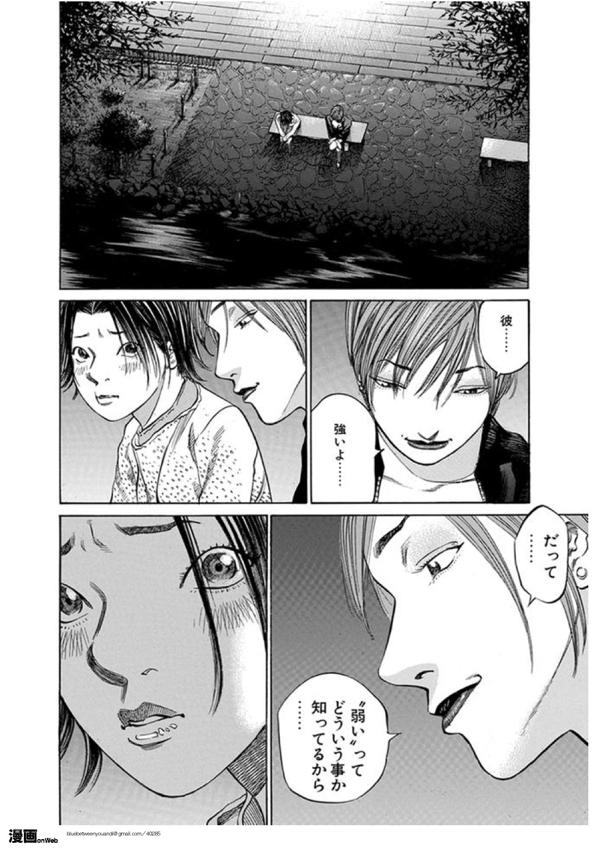 彼……
強いよ……
だって……
“弱い”って
どういう事か
知ってるから
……
漫画onWeb
bluebetweenyouandi@gmail.com/40285